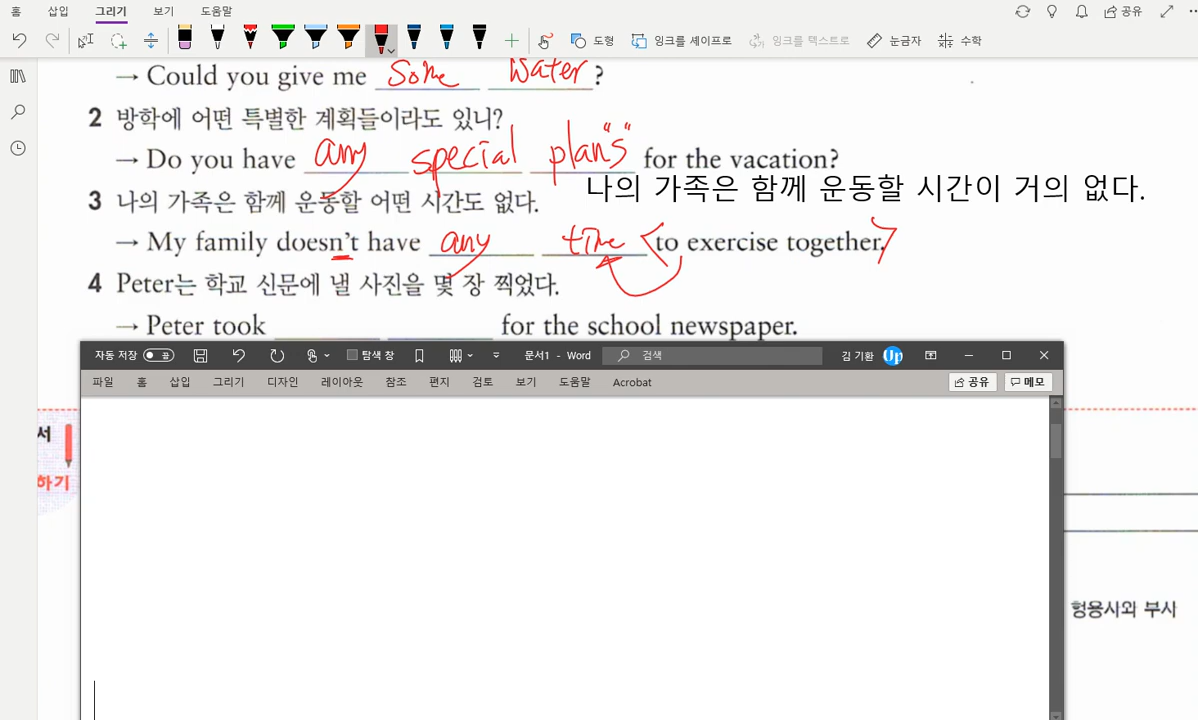 홈 삽입 그리기 보기 도움말 공유
도형 잉크를 셰이프로 잉크를 텍스트로 눈금자 수학
→ Could you give me some water?
2 방학에 어떤 특별한 계획들이라도 있니?
→ Do you have any special plan"s" for the vacation?
나의 가족은 함께 운동할 시간이 거의 없다.
3 나의 가족은 함께 운동할 어떤 시간도 없다.
→ My family doesn't have any time <to exercise together.>
4 Peter는 학교 신문에 낼 사진을 몇 장 찍었다.
→ Peter took for the school newspaper.
자동 저장 끔 탐색 창 문서1 - Word 검색 김 기환 Up
파일 홈 삽입 그리기 디자인 레이아웃 참조 편지 검토 보기 도움말 Acrobat 공유 메모
서
하기
형용사와 부사